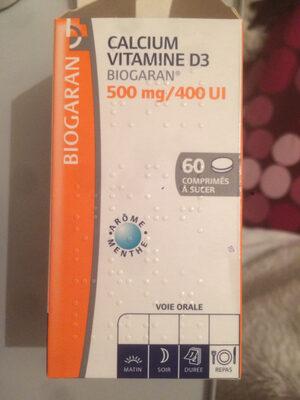 BIOGARAN
CALCIUM
VITAMINE D3
BIOGARAN®
500 mg/400 UI
60
COMPRIMÉS
À SUCER
ARÔME
MENTHE
VOIE ORALE
MATIN
SOIR
DURÉE
REPAS